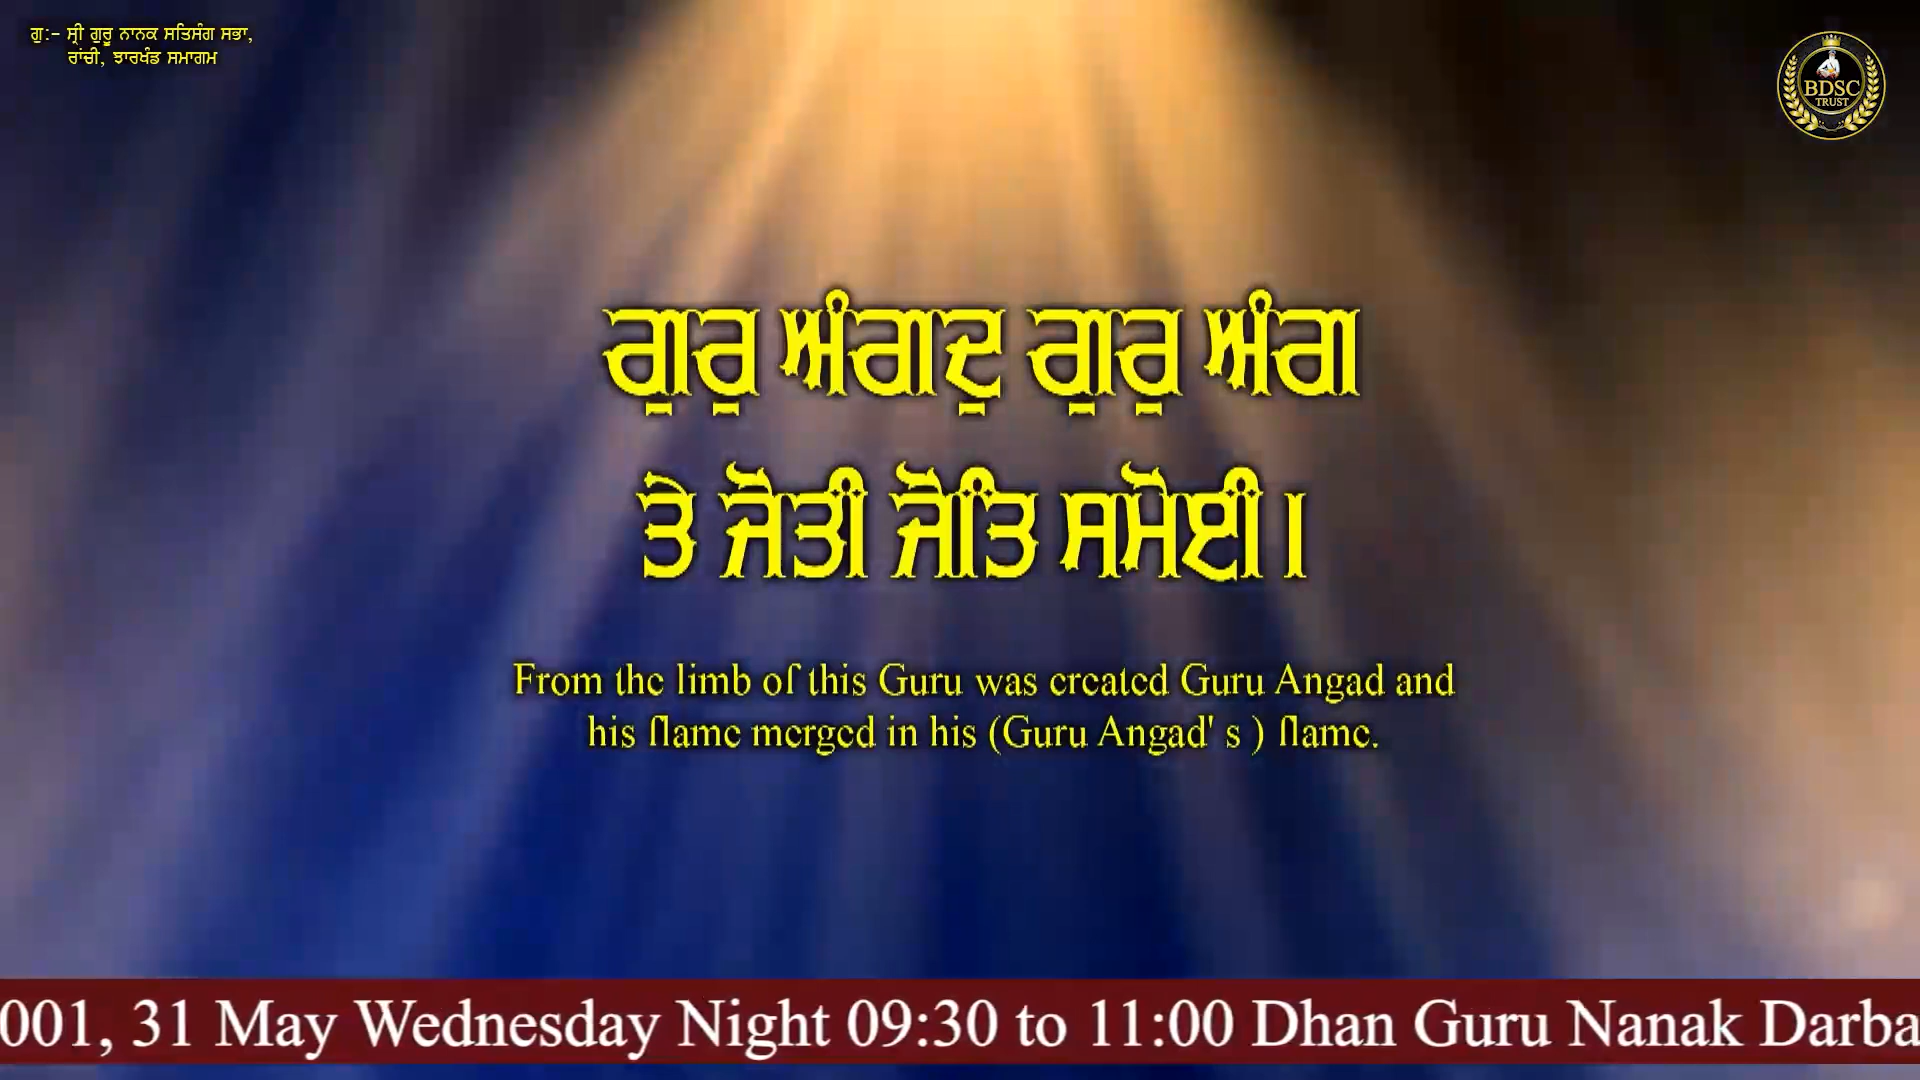 ਗੁ:- ਸ੍ਰੀ ਗੁਰੂ ਨਾਨਕ ਸਤਿਸੰਗ ਸਭਾ,
ਰਾਂਚੀ, ਝਾਰਖੰਡ ਸਮਾਗਮ
BDSC
TRUST
ਗੁਰੁ ਅੰਗਦੁ ਗੁਰੁ ਅੰਗ
ਤੇ ਜੋਤੀ ਜੋਤਿ ਸਮੋਈ।
From the limb of this Guru was created Guru Angad and
his flame merged in his (Guru Angad' s ) flame.
001, 31 May Wednesday Night 09:30 to 11:00 Dhan Guru Nanak Darba